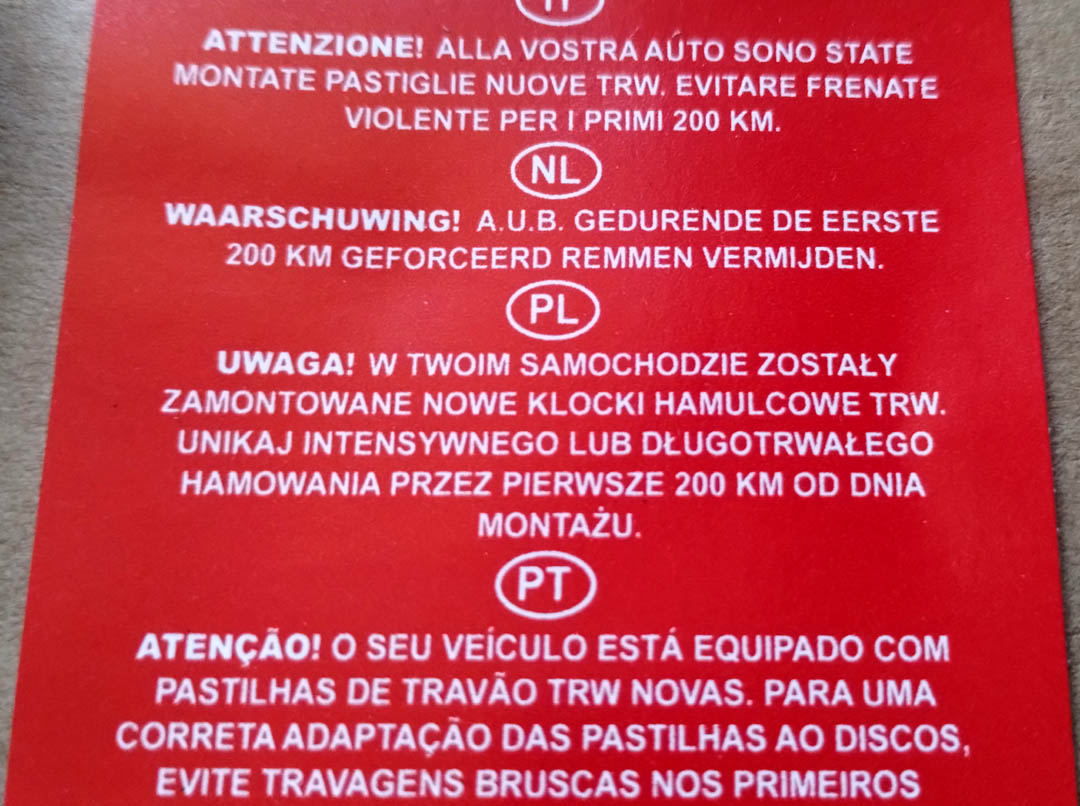 IT
ATTENZIONE! ALLA VOSTRA AUTO SONO STATE
MONTATE PASTIGLIE NUOVE TRW. EVITARE FRENATE
VIOLENTE PER I PRIMI 200 KM.
NL
WAARSCHUWING! A.U.B. GEDURENDE DE EERSTE
200 KM GEFORCEERD REMMEN VERMIJDEN.
PL
UWAGA! W TWOIM SAMOCHODZIE ZOSTAŁY
ZAMONTOWANE NOWE KLOCKI HAMULCOWE TRW.
UNIKAJ INTENSYWNEGO LUB DŁUGOTRWAŁEGO
HAMOWANIA PRZEZ PIERWSZE 200 KM OD DNIA
MONTAŻU.
PT
ATENÇÃO! O SEU VEÍCULO ESTÁ EQUIPADO COM
PASTILHAS DE TRAVÃO TRW NOVAS. PARA UMA
CORRETA ADAPTAÇÃO DAS PASTILHAS AO DISCOS,
EVITE TRAVAGENS BRUSCAS NOS PRIMEIROS